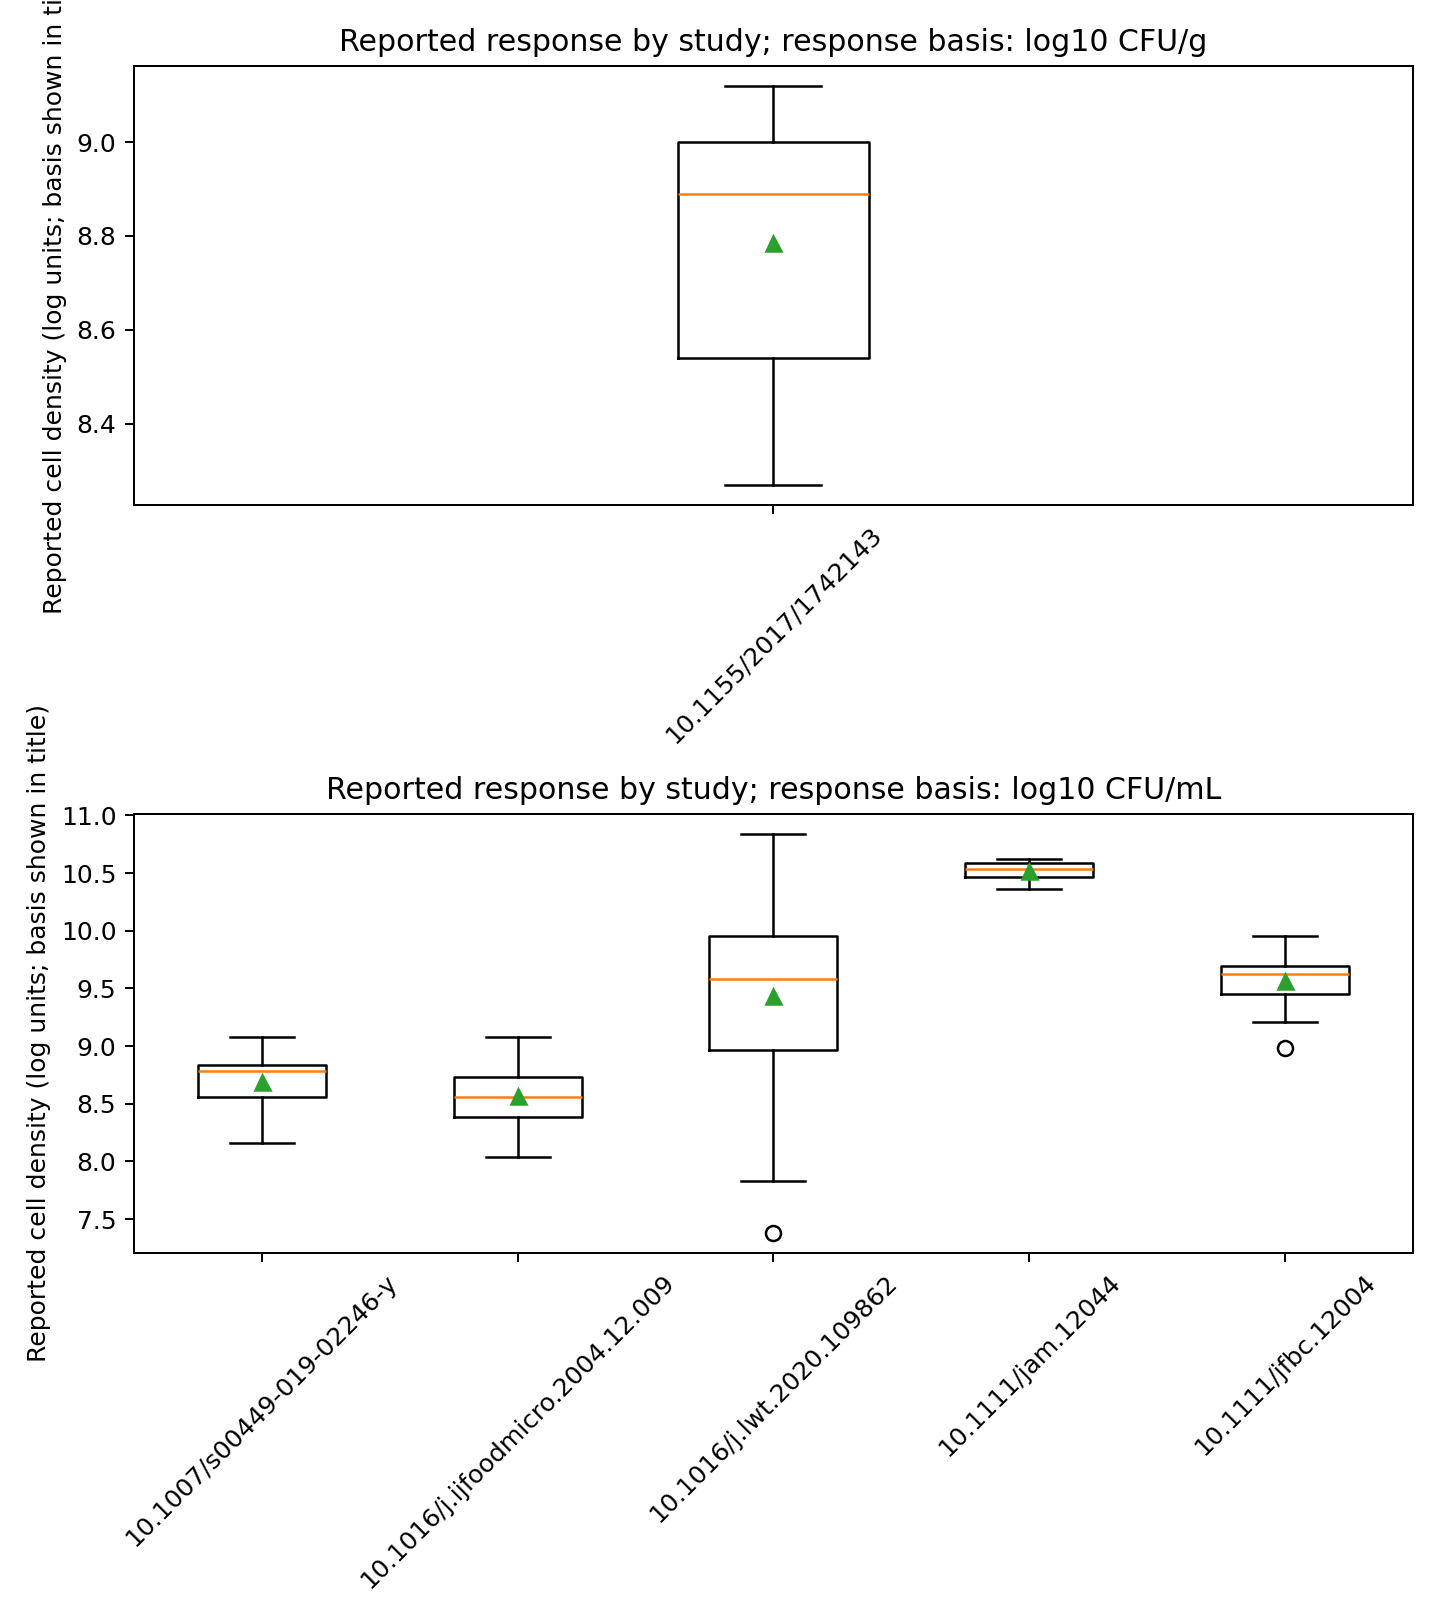 Reported response by study; response basis: log10 CFU/g
Reported cell density (log units; basis shown in ti
9.0
8.8
8.6
8.4
10.1155/2017/1742143
Reported response by study; response basis: log10 CFU/mL
Reported cell density (log units; basis shown in title)
11.0
10.5
10.0
9.5
9.0
8.5
8.0
7.5
10.1007/s00449-019-02246-y
10.1016/j.ijfoodmicro.2004.12.009
10.1016/j.lwt.2020.109862
10.1111/jam.12044
10.1111/jfbc.12004